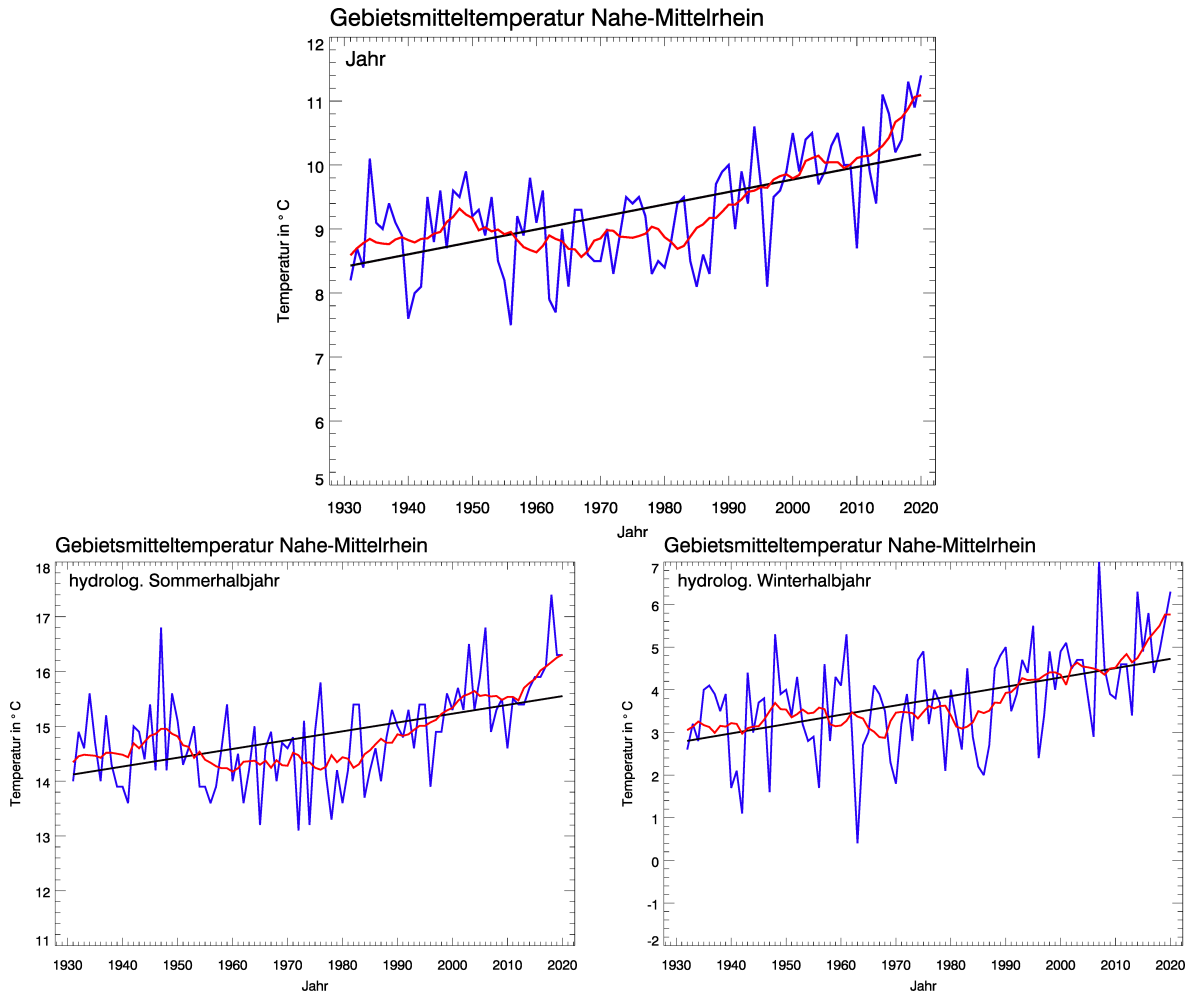 Gebietsmitteltemperatur Nahe-Mittelrhein
Jahr
Temperatur in ° C
12
11
10
9
8
7
6
5
1930 1940 1950 1960 1970 1980 1990 2000 2010 2020
Jahr
Gebietsmitteltemperatur Nahe-Mittelrhein
hydrolog. Sommerhalbjahr
Temperatur in ° C
18
17
16
15
14
13
12
11
1930 1940 1950 1960 1970 1980 1990 2000 2010 2020
Jahr
Gebietsmitteltemperatur Nahe-Mittelrhein
hydrolog. Winterhalbjahr
Temperatur in ° C
7
6
5
4
3
2
1
0
-1
-2
1930 1940 1950 1960 1970 1980 1990 2000 2010 2020
Jahr